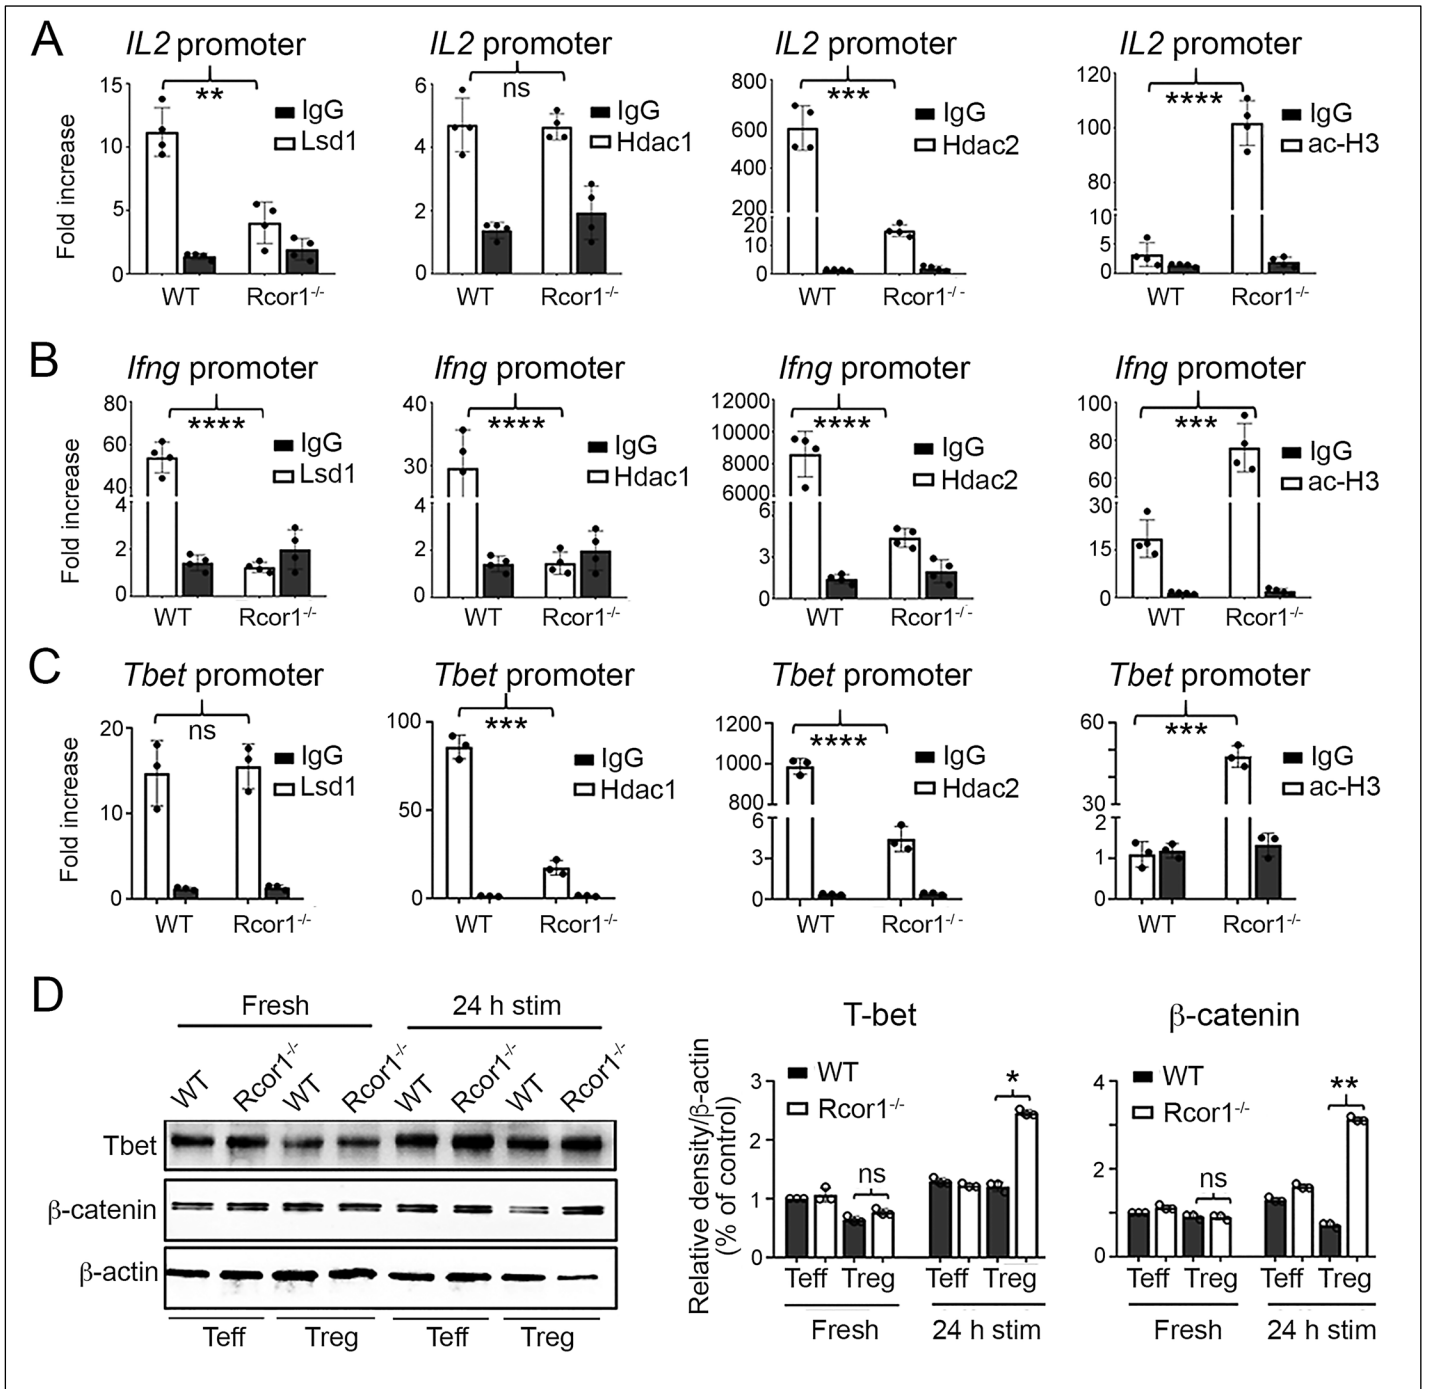 A
IL2 promoter
IL2 promoter
IL2 promoter
IL2 promoter
Fold increase
15
10
5
0
**
IgG
Lsd1
WT
Rcor1-/-
6
4
2
0
ns
IgG
Hdac1
WT
Rcor1-/-
800
600
400
200
20
10
0
***
IgG
Hdac2
WT
Rcor1-/-
120
100
80
10
5
0
****
IgG
ac-H3
WT
Rcor1-/-
B
Ifng promoter
Ifng promoter
Ifng promoter
Ifng promoter
Fold increase
80
60
40
4
2
0
****
IgG
Lsd1
WT
Rcor1-/-
40
30
4
2
0
****
IgG
Hdac1
WT
Rcor1-/-
12000
10000
8000
6000
6
3
0
****
IgG
Hdac2
WT
Rcor1-/-
100
80
60
30
15
0
***
IgG
ac-H3
WT
Rcor1-/-
C
Tbet promoter
Tbet promoter
Tbet promoter
Tbet promoter
Fold increase
20
10
0
ns
IgG
Lsd1
WT
Rcor1-/-
100
50
0
***
IgG
Hdac1
WT
Rcor1-/-
1200
1000
800
6
3
0
****
IgG
Hdac2
WT
Rcor1-/-
60
30
2
1
0
***
IgG
ac-H3
WT
Rcor1-/-
D
Fresh
24 h stim
WT
Rcor1-/-
WT
Rcor1-/-
WT
Rcor1-/-
WT
Rcor1-/-
Tbet
β-catenin
β-actin
Teff
Treg
Teff
Treg
T-bet
Relative density/β-actin
(% of control)
3
2
1
0
WT
Rcor1-/-
ns
*
Teff
Treg
Teff
Treg
Fresh
24 h stim
β-catenin
4
2
0
WT
Rcor1-/-
ns
**
Teff
Treg
Teff
Treg
Fresh
24 h stim